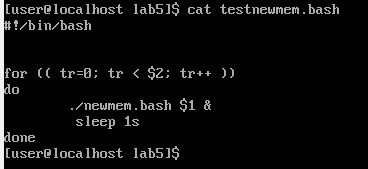 [user@localhost lab5]$ cat testnewmem.bash
#!/bin/bash
for (( tr=0; tr < $2; tr++ ))
do
./newmem.bash $1 &
sleep 1s
done
[user@localhost lab5]$